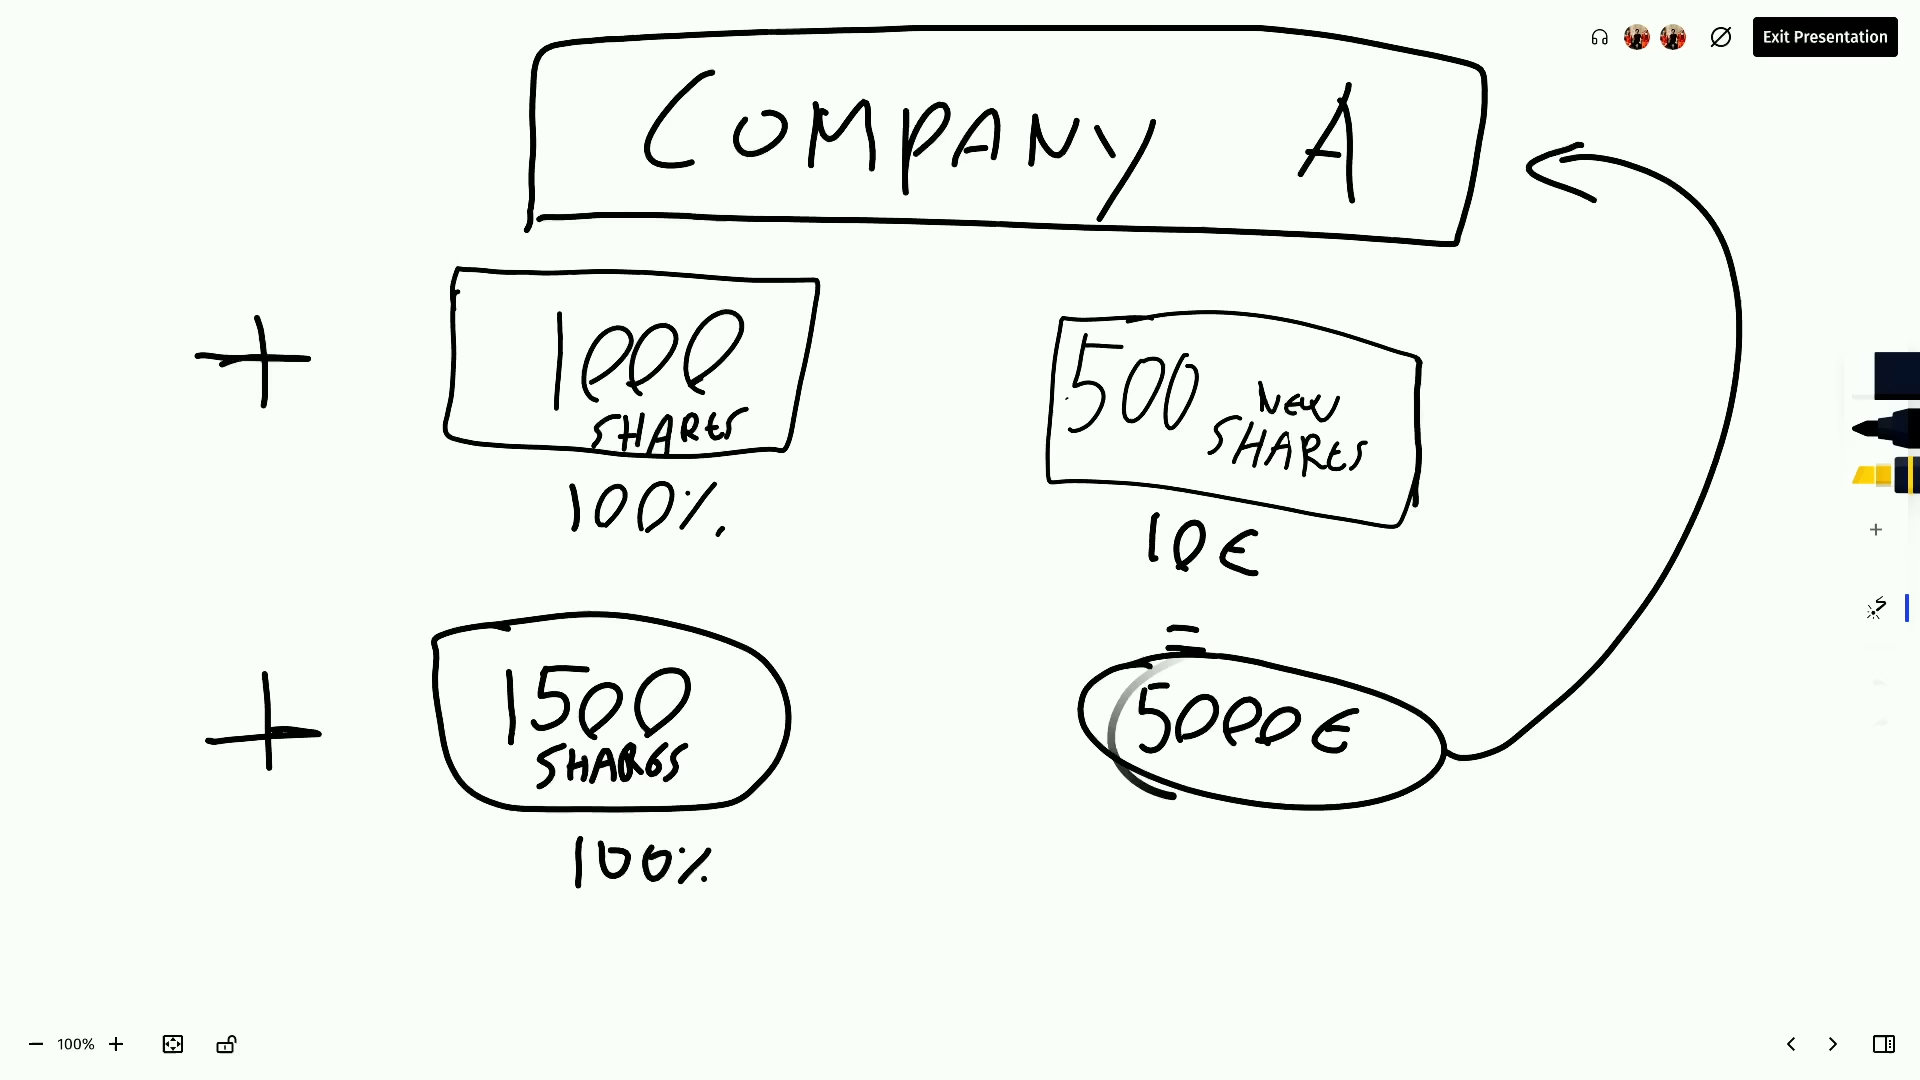 Exit Presentation
COMPANY A
+
1000
SHARES
100%
500 NEW
SHARES
10€
=
+
1500
SHARES
100%
5000€
100%